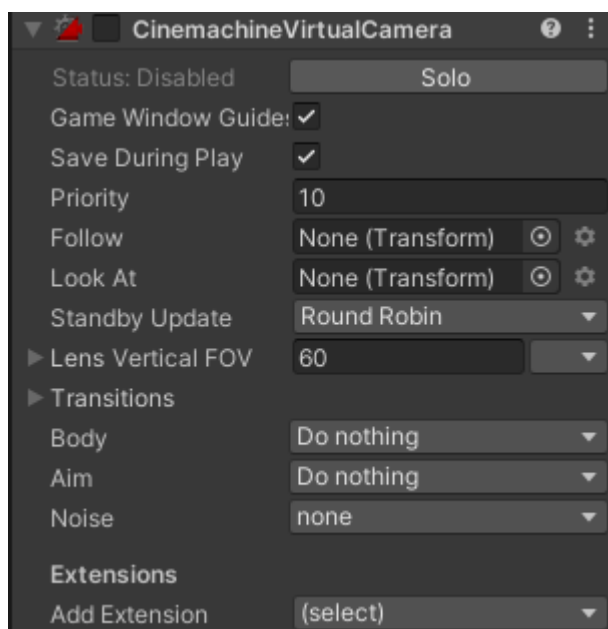 CinemachineVirtualCamera
Status: Disabled Solo
Game Window Guide
Save During Play
Priority 10
Follow None (Transform)
Look At None (Transform)
Standby Update Round Robin
Lens Vertical FOV 60
Transitions
Body Do nothing
Aim Do nothing
Noise none
Extensions
Add Extension (select)